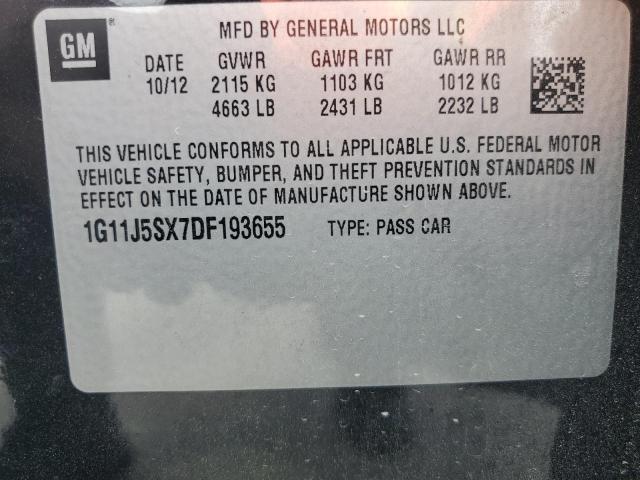 GM ®
MFD BY GENERAL MOTORS LLC
DATE GVWR GAWR FRT GAWR RR
10/12 2115 KG 1103 KG 1012 KG
4663 LB 2431 LB 2232 LB
THIS VEHICLE CONFORMS TO ALL APPLICABLE U.S. FEDERAL MOTOR
VEHICLE SAFETY, BUMPER, AND THEFT PREVENTION STANDARDS IN
EFFECT ON THE DATE OF MANUFACTURE SHOWN ABOVE.
1G11J5SX7DF193655 TYPE: PASS CAR